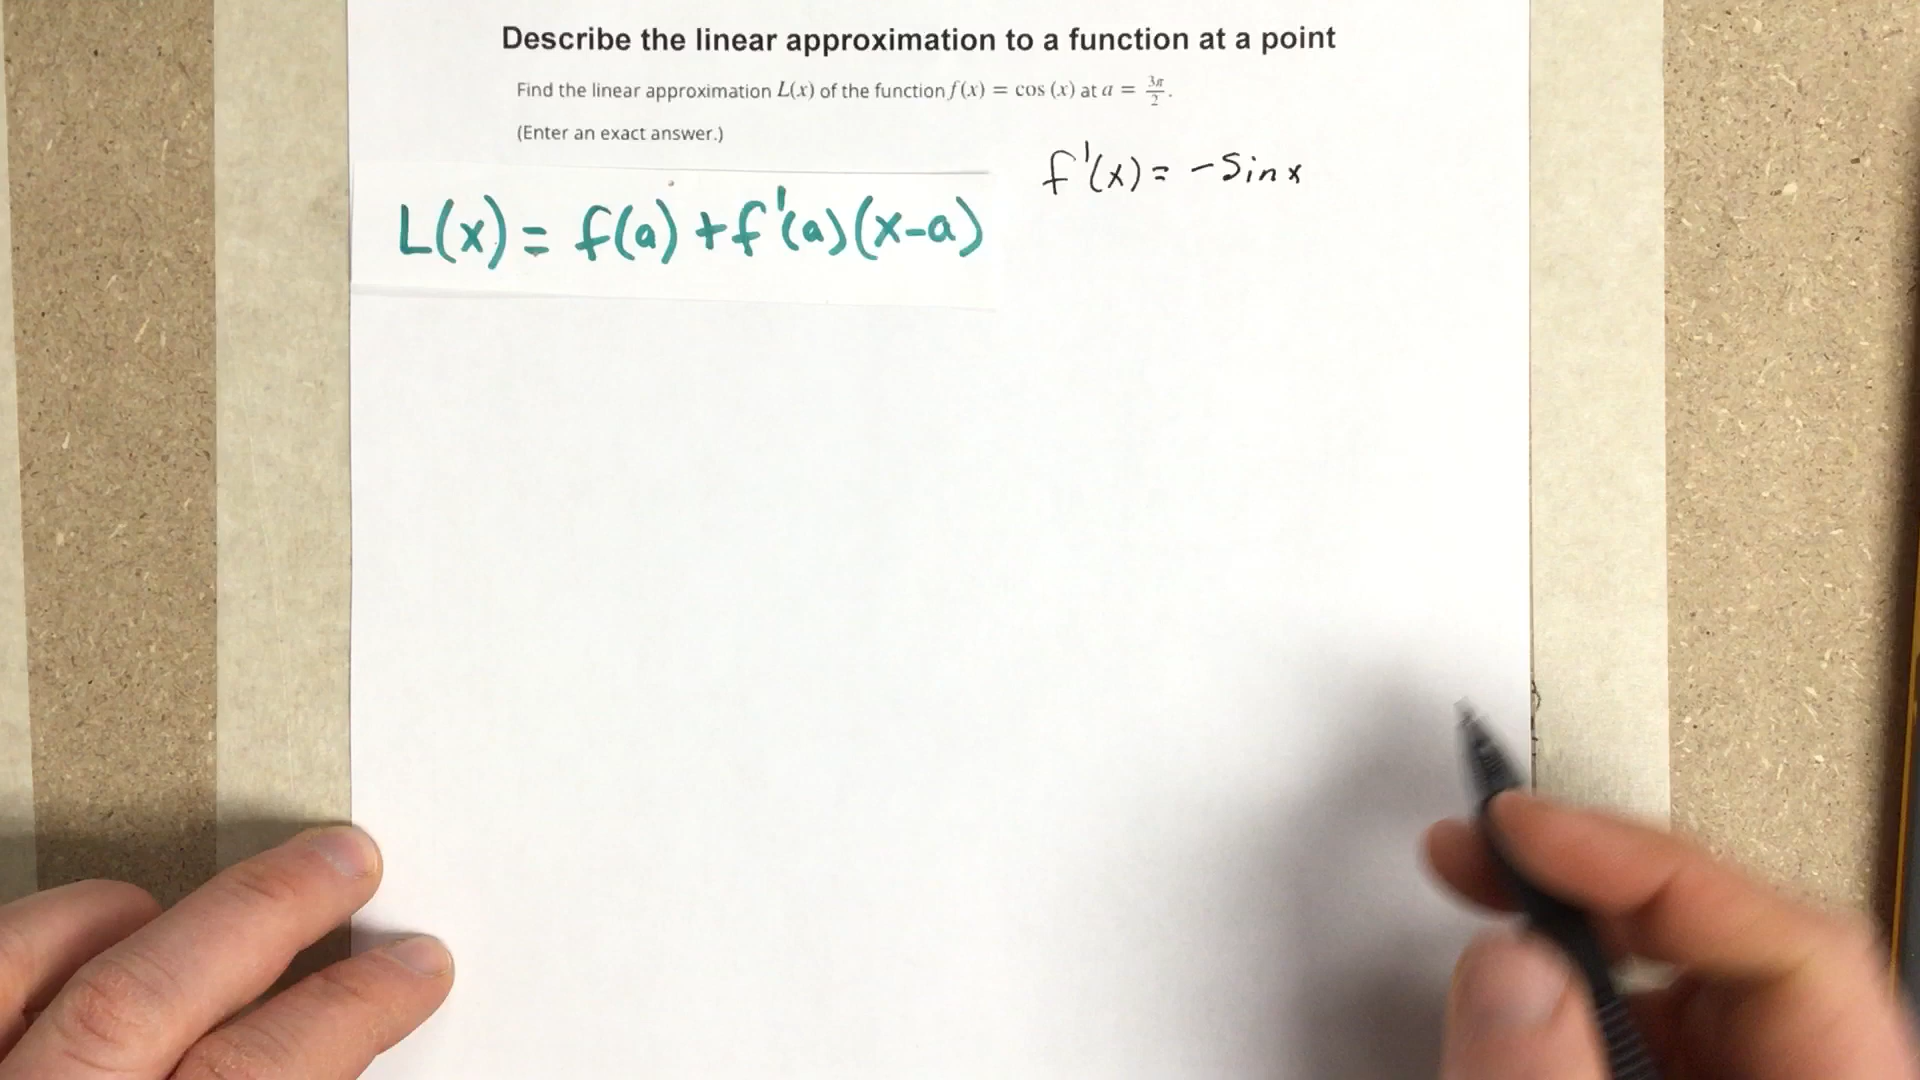 Describe the linear approximation to a function at a point
Find the linear approximation L(x) of the function f(x) = cos (x) at a = 3π/2.
(Enter an exact answer.)
f'(x) = -Sin x
L(x) = f(a) + f'(a)(x-a)